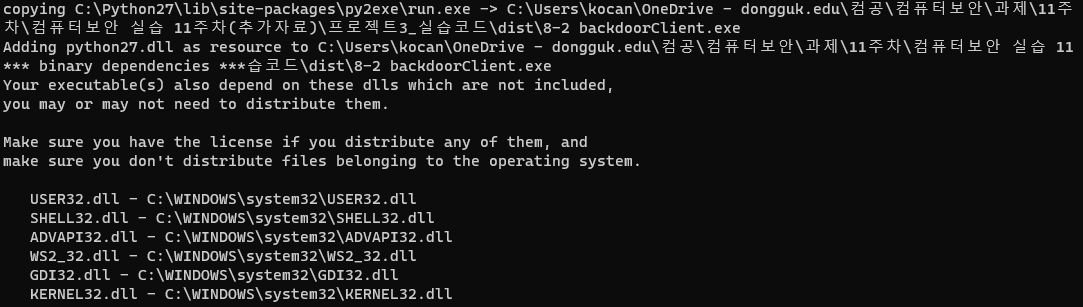 copying C:\Python27\lib\site-packages\py2exe\run.exe -> C:\Users\kocan\OneDrive - dongguk.edu\컴공\컴퓨터보안\과제\11주
차\컴퓨터보안 실습 11주차(추가자료)\프로젝트3_실습코드\dist\8-2 backdoorClient.exe
Adding python27.dll as resource to C:\Users\kocan\OneDrive - dongguk.edu\컴공\컴퓨터보안\과제\11주차\컴퓨터보안 실습 11
*** binary dependencies ***습코드\dist\8-2 backdoorClient.exe
Your executable(s) also depend on these dlls which are not included,
you may or may not need to distribute them.

Make sure you have the license if you distribute any of them, and
make sure you don't distribute files belonging to the operating system.

   USER32.dll - C:\WINDOWS\system32\USER32.dll
   SHELL32.dll - C:\WINDOWS\system32\SHELL32.dll
   ADVAPI32.dll - C:\WINDOWS\system32\ADVAPI32.dll
   WS2_32.dll - C:\WINDOWS\system32\WS2_32.dll
   GDI32.dll - C:\WINDOWS\system32\GDI32.dll
   KERNEL32.dll - C:\WINDOWS\system32\KERNEL32.dll